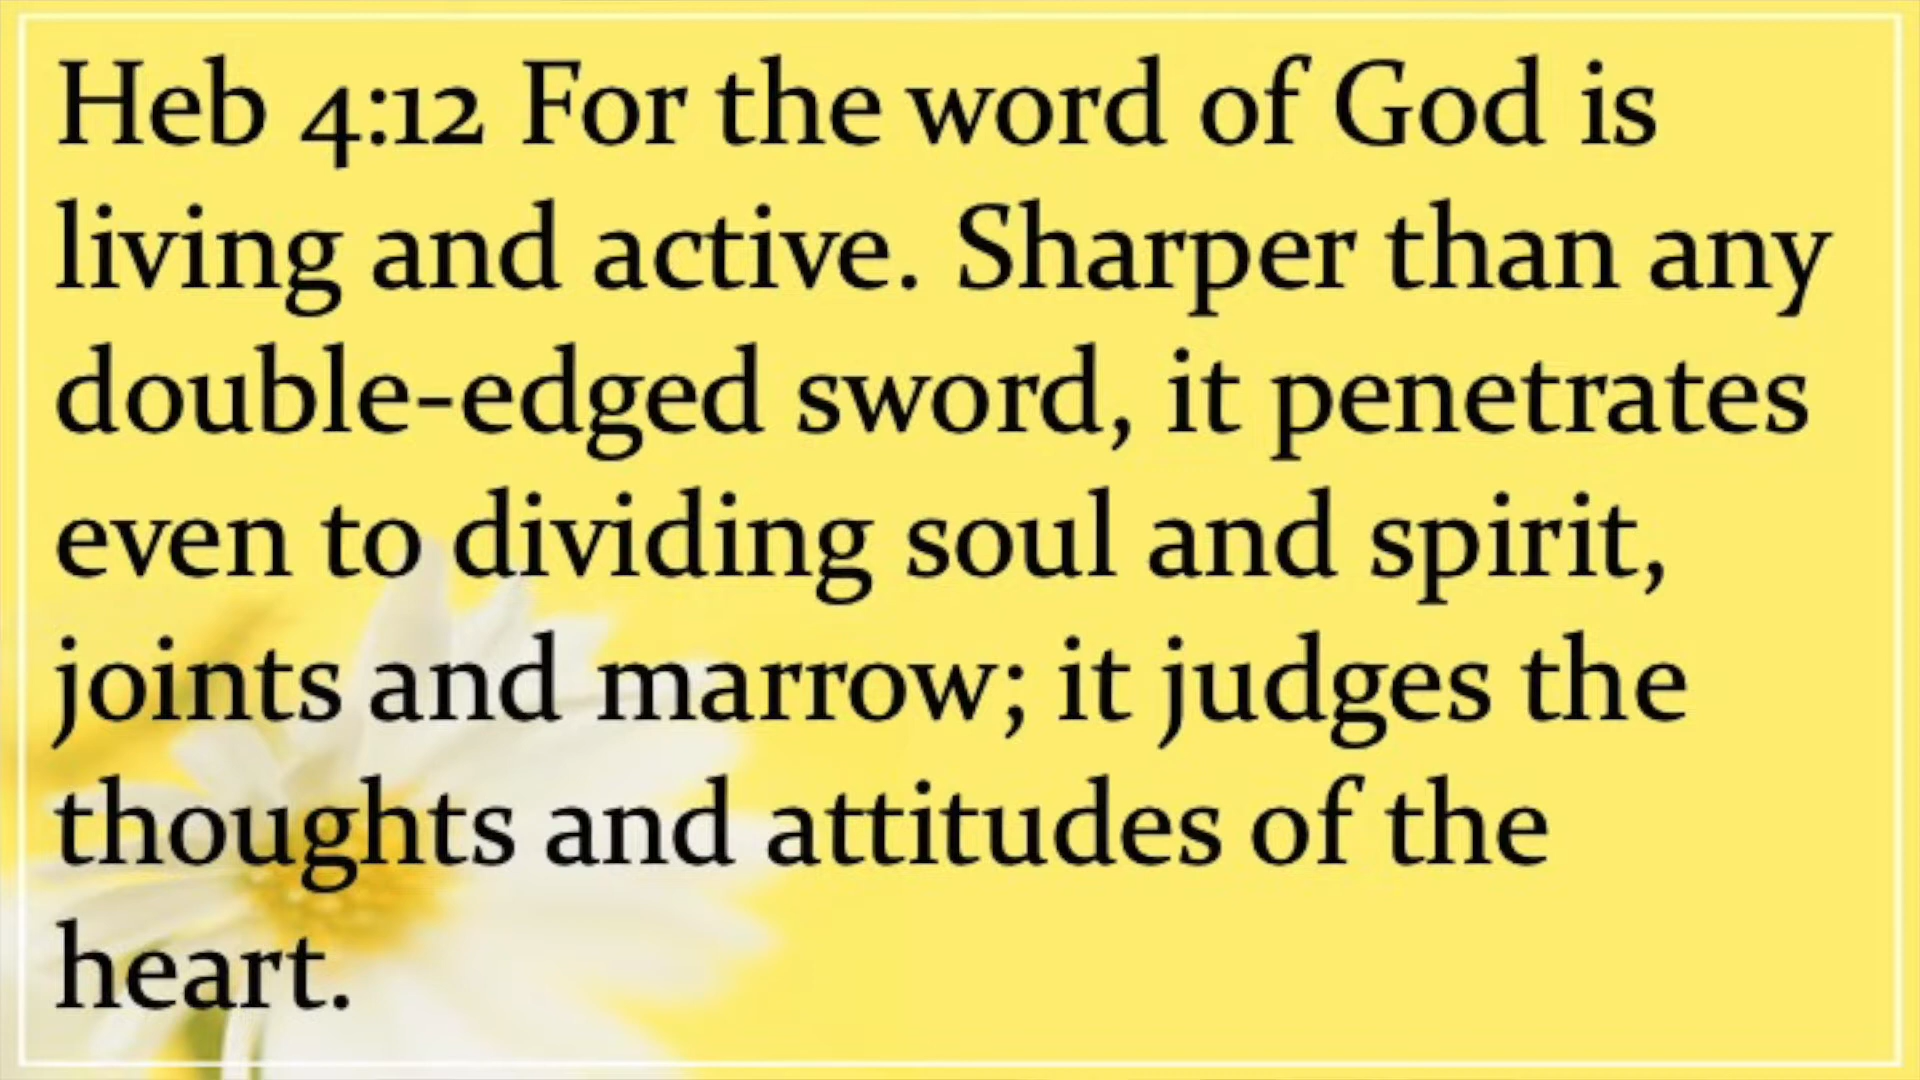 Heb 4:12 For the word of God is
living and active. Sharper than any
double-edged sword, it penetrates
even to dividing soul and spirit,
joints and marrow; it judges the
thoughts and attitudes of the
heart.